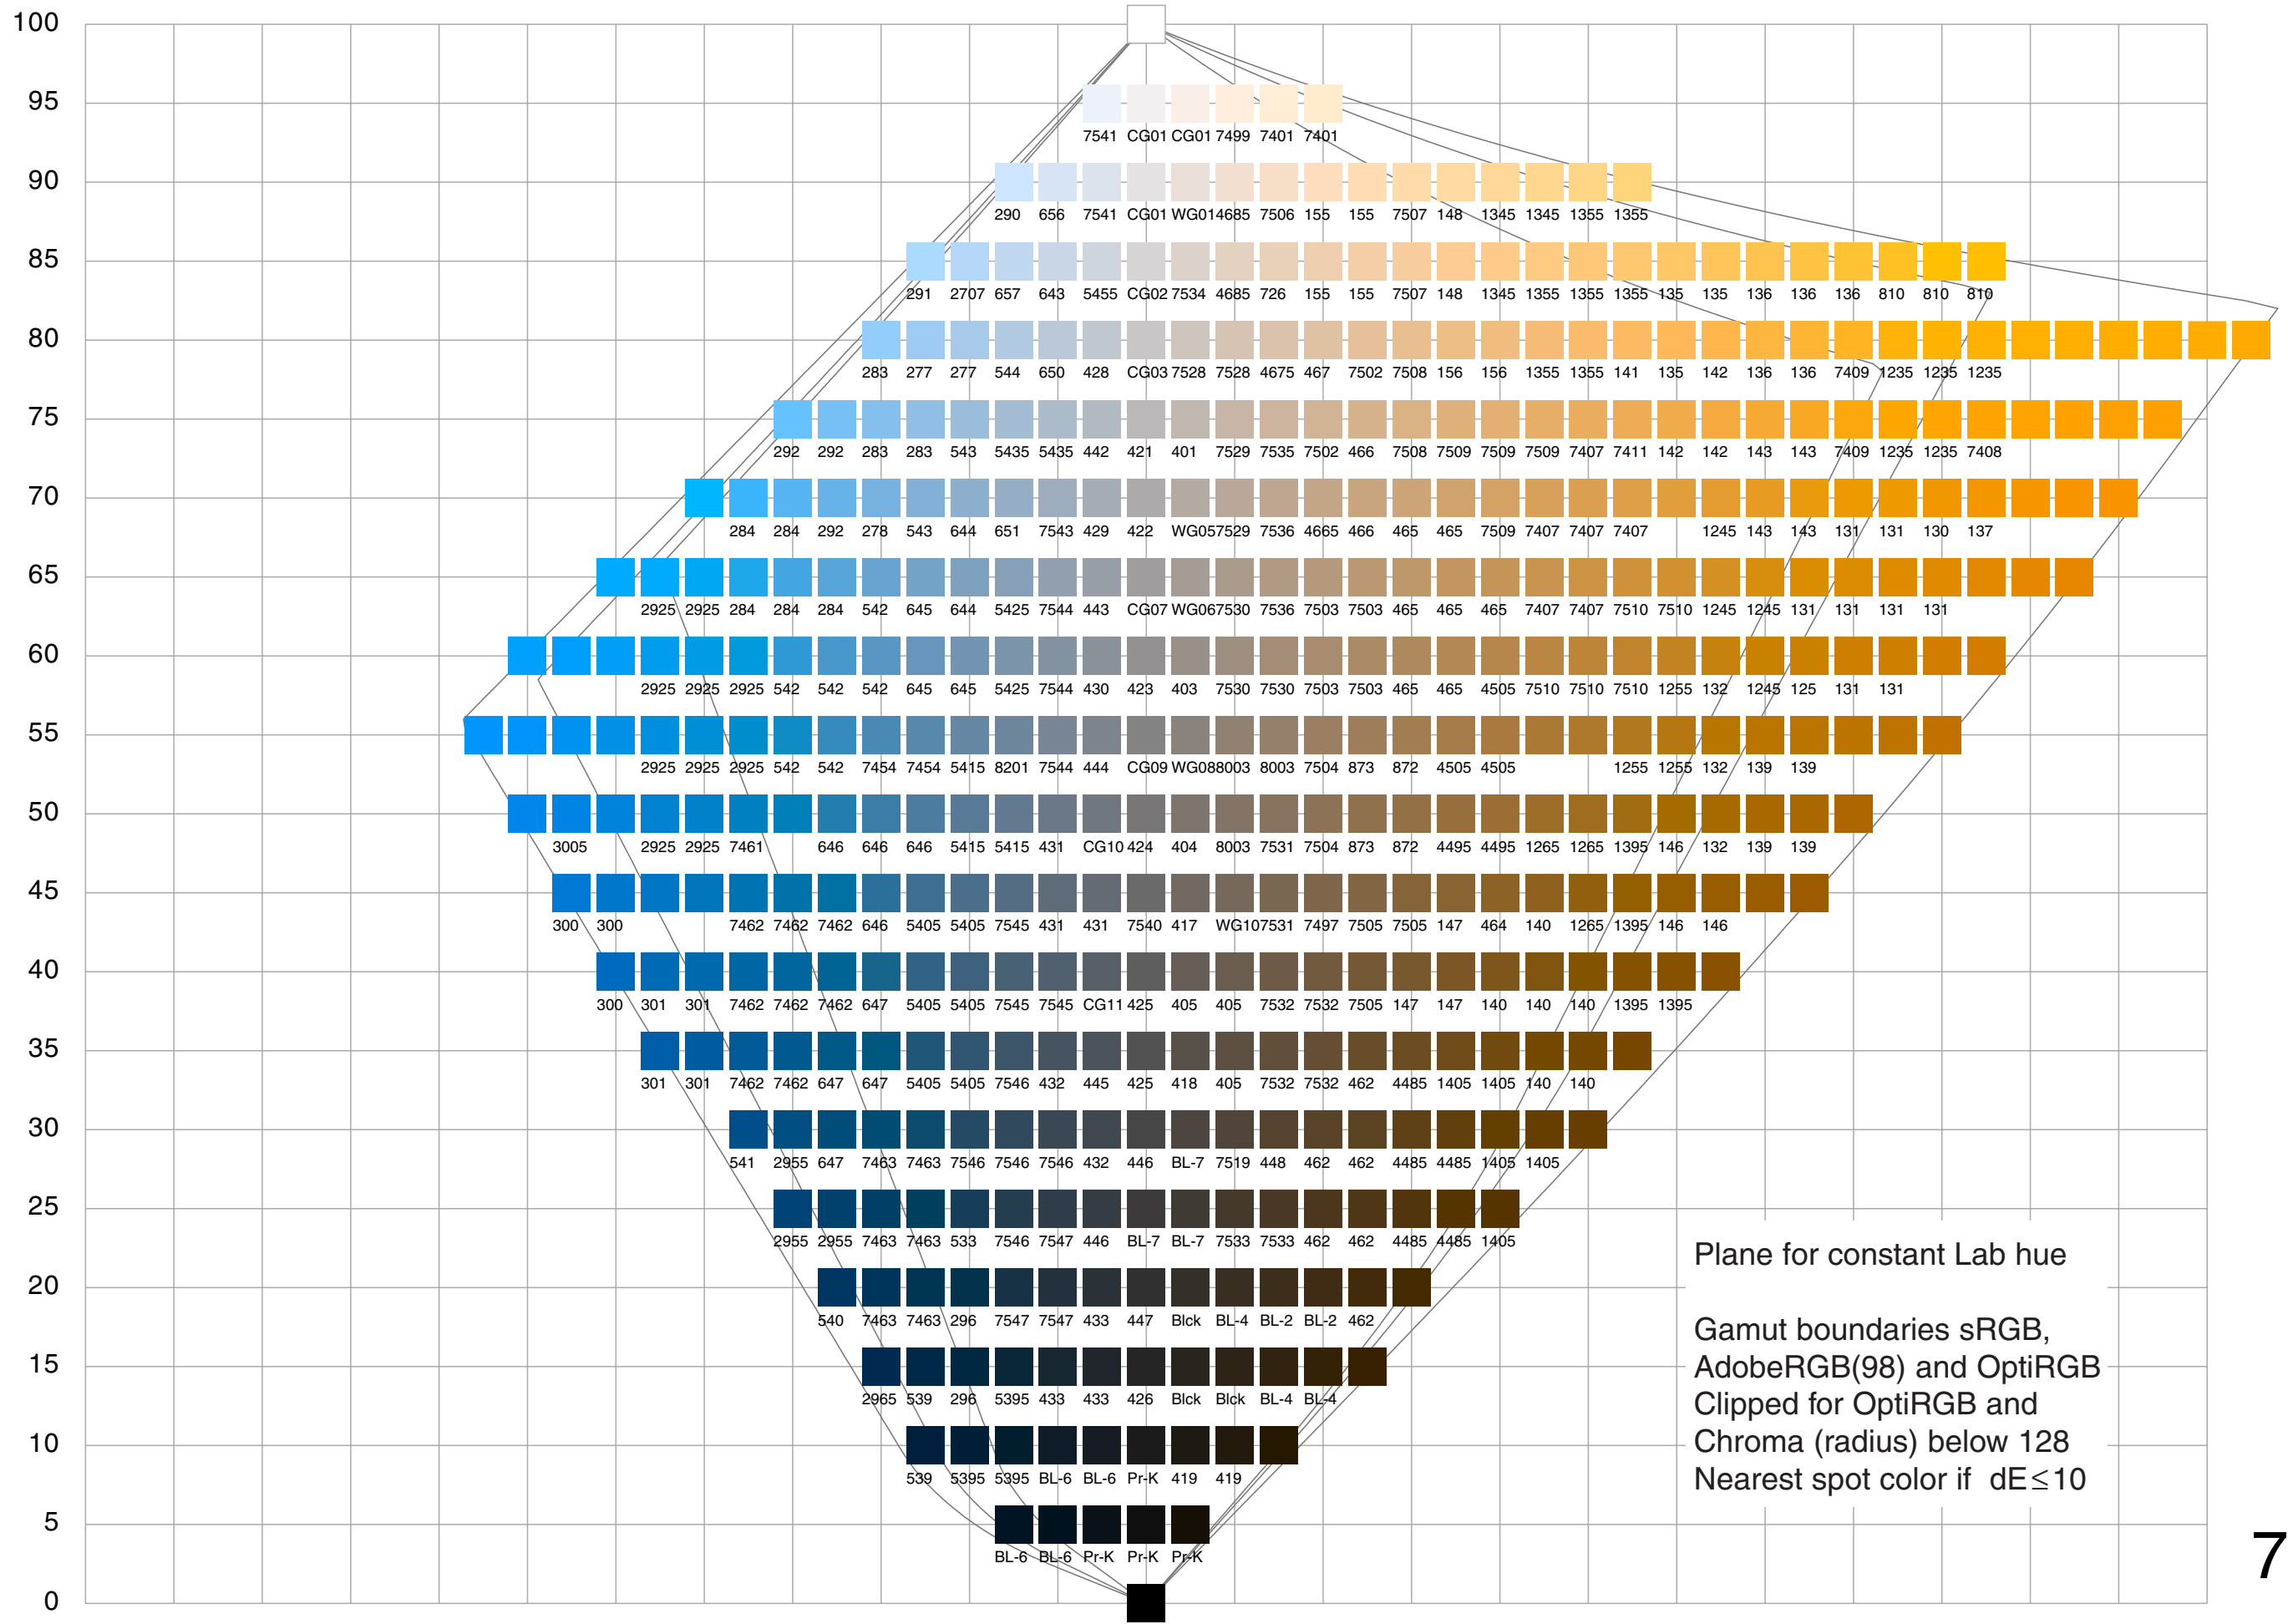 100
95
7541 CG01 CG01 7499 7401 7401
90
290 656 7541 CG01 WG01 4685 7506 155 155 7507 148 1345 1345 1355 1355
85
291 2707 657 643 5455 CG02 7534 4685 726 155 155 7507 148 1345 1355 1355 1355 135 135 136 136 136 810 810 810
80
283 277 277 544 650 428 CG03 7528 7528 4675 467 7502 7508 156 156 1355 1355 141 135 142 136 136 7409 1235 1235 1235
75
292 292 283 283 543 5435 5435 442 421 401 7529 7535 7502 466 7508 7509 7509 7509 7407 7411 142 142 143 143 7409 1235 1235 7408
70
284 284 292 278 543 644 651 7543 429 422 WG05 7529 7536 4665 466 465 465 7509 7407 7407 7407 1245 143 143 131 131 130 137
65
2925 2925 284 284 284 542 645 644 5425 7544 443 CG07 WG06 7530 7536 7503 7503 465 465 465 7407 7407 7510 7510 1245 1245 131 131 131 131
60
2925 2925 2925 542 542 542 645 645 5425 7544 430 423 403 7530 7530 7503 7503 465 465 4505 7510 7510 7510 1255 132 1245 125 131 131
55
2925 2925 2925 542 542 7454 7454 5415 8201 7544 444 CG09 WG08 8003 8003 7504 873 872 4505 4505 1255 1255 132 139 139
50
3005 2925 2925 7461 646 646 646 5415 5415 431 CG10 424 404 8003 7531 7504 873 872 4495 4495 1265 1265 1395 146 132 139 139
45
300 300 7462 7462 7462 646 5405 5405 7545 431 431 7540 417 WG10 7531 7497 7505 7505 147 464 140 1265 1395 146 146
40
300 301 301 7462 7462 7462 647 5405 5405 7545 7545 CG11 425 405 405 7532 7532 7505 147 147 140 140 140 1395 1395
35
301 301 7462 7462 647 647 5405 5405 7546 432 445 425 418 405 7532 7532 462 4485 1405 1405 140 140
30
541 2955 647 7463 7463 7546 7546 7546 432 446 BL-7 7519 448 462 462 4485 4485 1405 1405
25
2955 2955 7463 7463 533 7546 7547 446 BL-7 BL-7 7533 7533 462 462 4485 4485 1405
20
540 7463 7463 296 7547 7547 433 447 Blck BL-4 BL-2 BL-2 462
15
2965 539 296 5395 433 433 426 Blck Blck BL-4 BL-4
10
539 5395 5395 BL-6 BL-6 Pr-K 419 419
5
BL-6 BL-6 Pr-K Pr-K Pr-K
0
Plane for constant Lab hue
Gamut boundaries sRGB,
AdobeRGB(98) and OptiRGB
Clipped for OptiRGB and
Chroma (radius) below 128
Nearest spot color if dE≤10
7